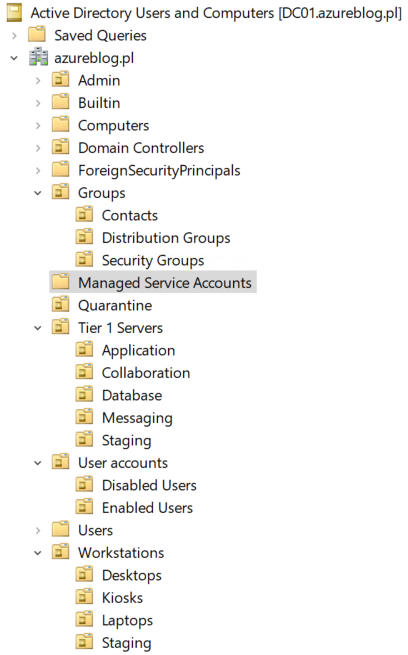 Active Directory Users and Computers [DC01.azureblog.pl]
Saved Queries
azureblog.pl
Admin
Builtin
Computers
Domain Controllers
ForeignSecurityPrincipals
Groups
Contacts
Distribution Groups
Security Groups
Managed Service Accounts
Quarantine
Tier 1 Servers
Application
Collaboration
Database
Messaging
Staging
User accounts
Disabled Users
Enabled Users
Users
Workstations
Desktops
Kiosks
Laptops
Staging